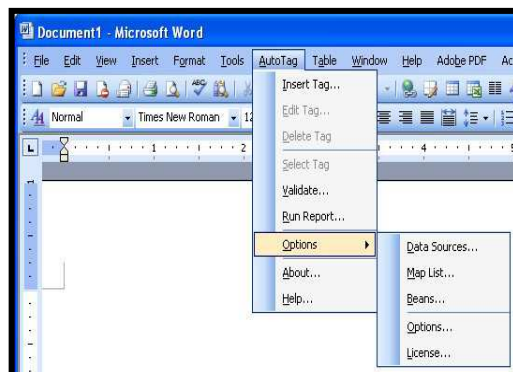 Document1 - Microsoft Word
File Edit View Insert Format Tools AutoTag Table Window Help Adobe PDF
Normal Times New Roman
Insert Tag...
Edit Tag...
Delete Tag
Select Tag
Validate...
Run Report...
Options
About...
Help...
Data Sources...
Map List...
Beans...
Options...
License...
1 2 4